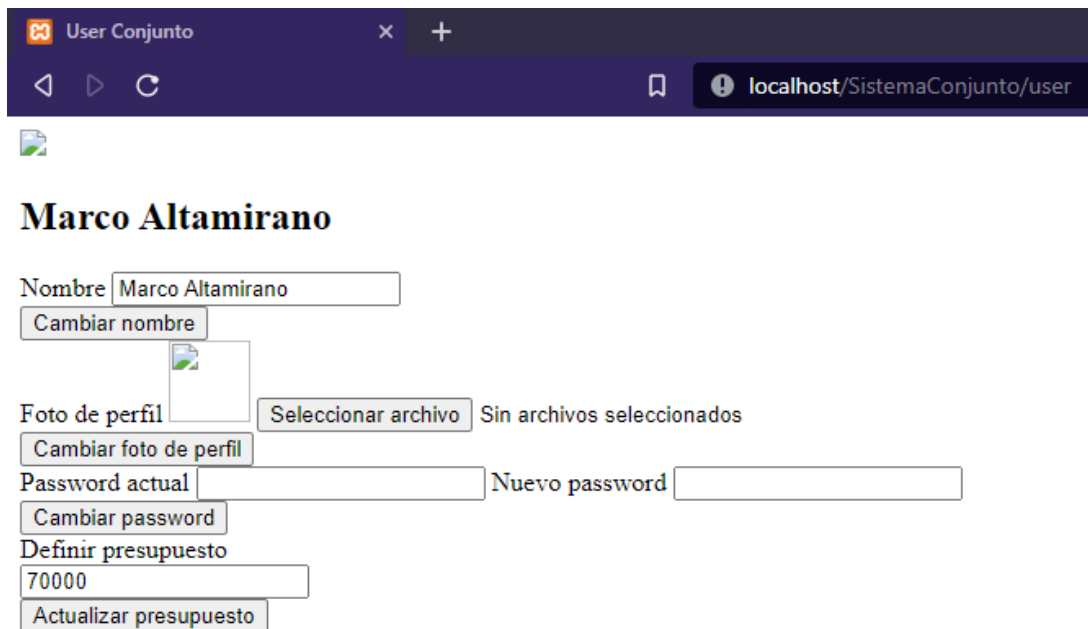 User Conjunto
localhost/SistemaConjunto/user
Marco Altamirano
Nombre Marco Altamirano
Cambiar nombre
Foto de perfil Seleccionar archivo Sin archivos seleccionados
Cambiar foto de perfil
Password actual Nuevo password
Cambiar password
Definir presupuesto
70000
Actualizar presupuesto